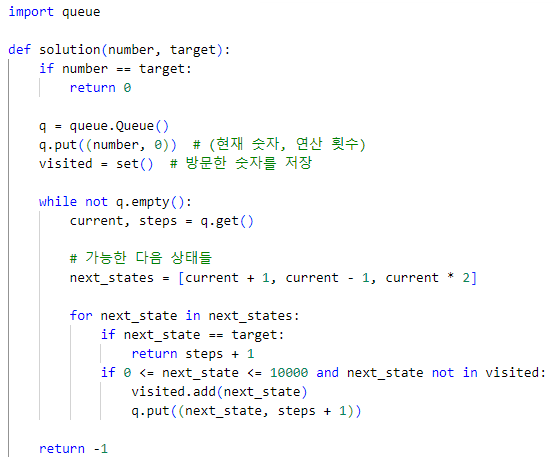 import queue
def solution(number, target):
    if number == target:
        return 0
    q = queue.Queue()
    q.put((number, 0))  # (현재 숫자, 연산 횟수)
    visited = set()  # 방문한 숫자를 저장
    while not q.empty():
        current, steps = q.get()
        # 가능한 다음 상태들
        next_states = [current + 1, current - 1, current * 2]
        for next_state in next_states:
            if next_state == target:
                return steps + 1
            if 0 <= next_state <= 10000 and next_state not in visited:
                visited.add(next_state)
                q.put((next_state, steps + 1))
    return -1